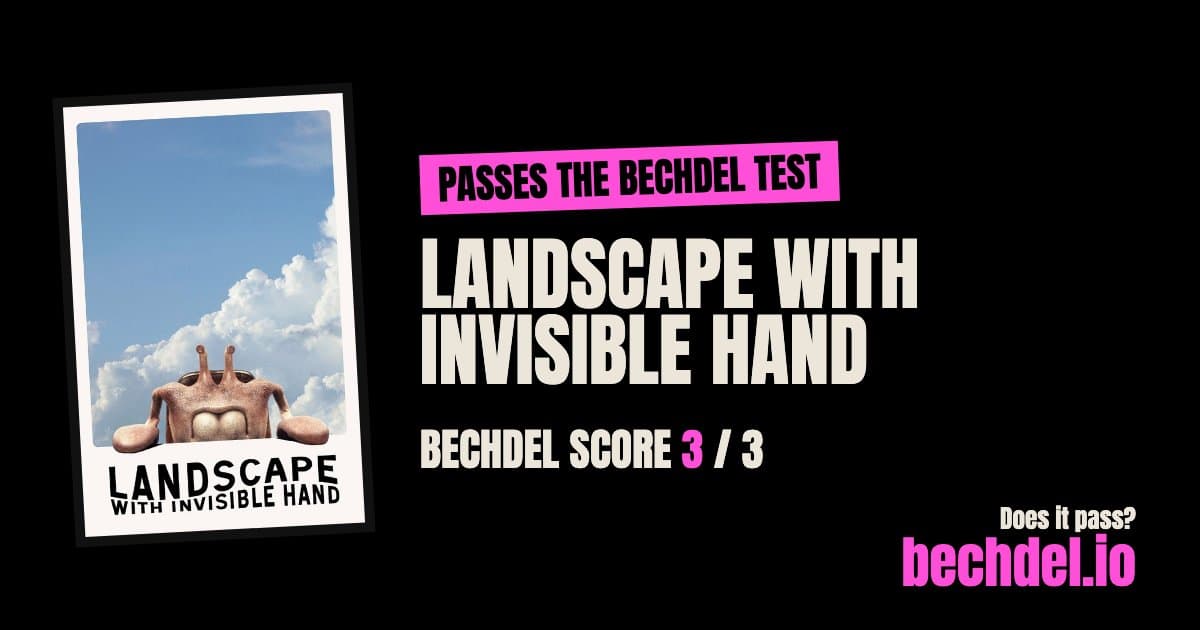 LANDSCAPE
WITH INVISIBLE HAND
PASSES THE BECHDEL TEST
LANDSCAPE WITH
INVISIBLE HAND
BECHDEL SCORE 3 / 3
Does it pass?
bechdel.io